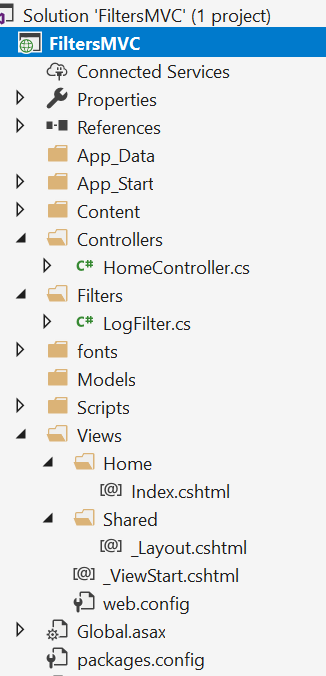 Solution 'FiltersMVC' (1 project)
FiltersMVC
Connected Services
Properties
References
App_Data
App_Start
Content
Controllers
C# HomeController.cs
Filters
C# LogFilter.cs
fonts
Models
Scripts
Views
Home
[@] Index.cshtml
Shared
[@] _Layout.cshtml
[@] _ViewStart.cshtml
web.config
Global.asax
packages.config